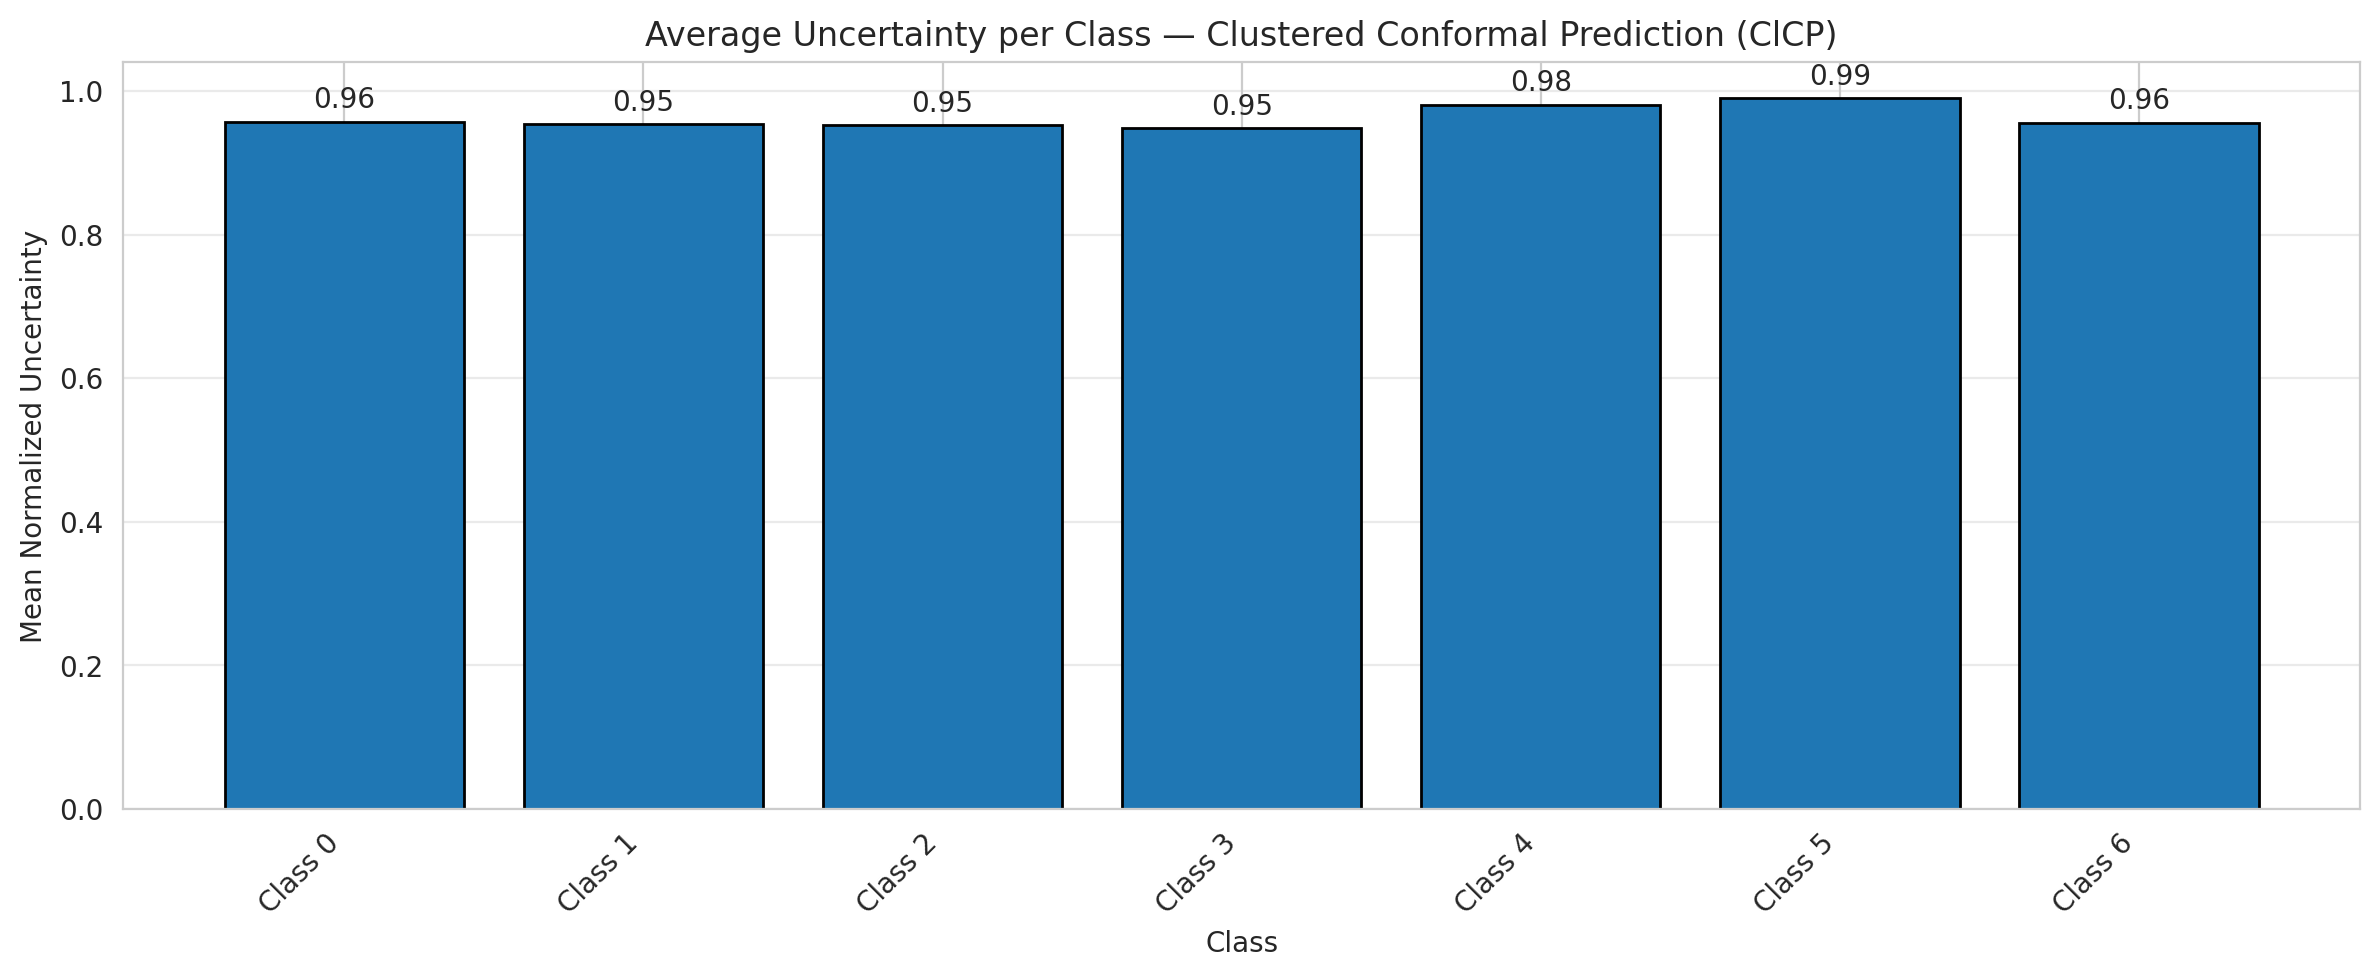 Average Uncertainty per Class — Clustered Conformal Prediction (ClCP)
Mean Normalized Uncertainty
1.0
0.8
0.6
0.4
0.2
0.0
0.96
0.95
0.95
0.95
0.98
0.99
0.96
Class 0
Class 1
Class 2
Class 3
Class 4
Class 5
Class 6
Class